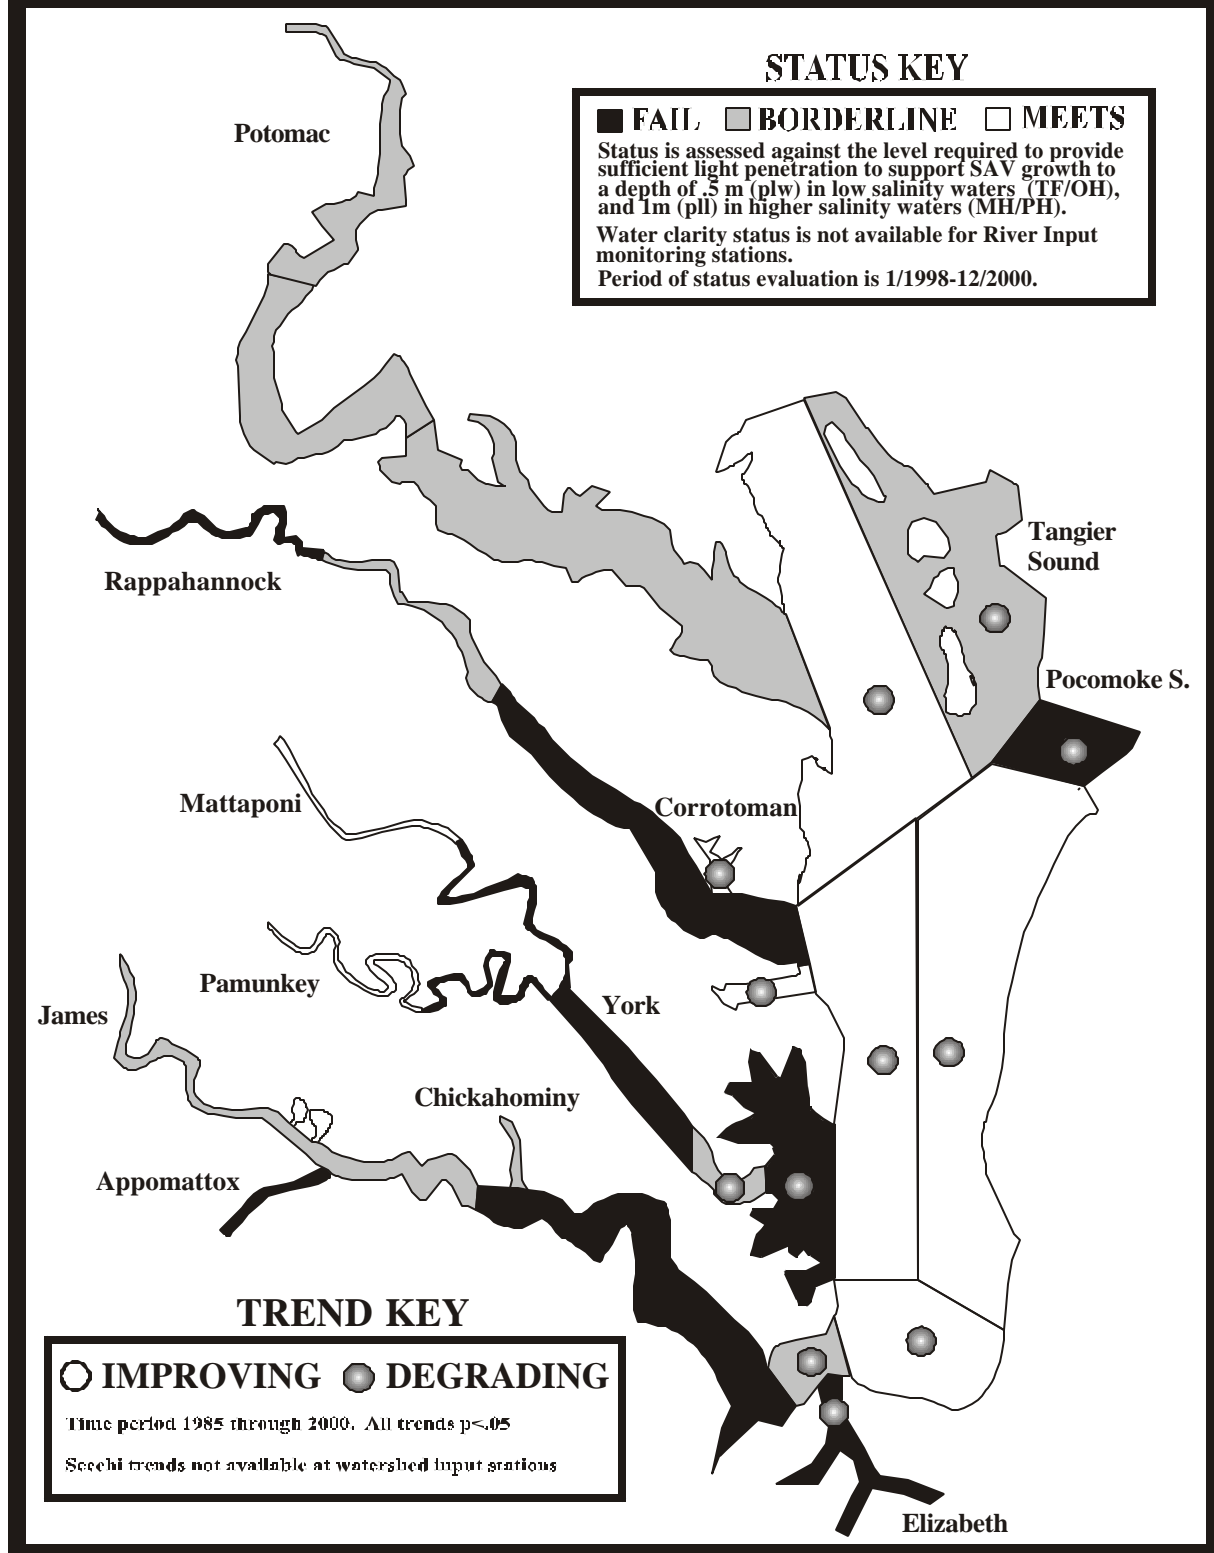 Potomac
STATUS KEY
FAIL BORDERLINE MEETS
Status is assessed against the level required to provide
sufficient light penetration to support SAV growth to
a depth of .5 m (plw) in low salinity waters (TF/OH),
and 1m (pll) in higher salinity waters (MH/PH).
Water clarity status is not available for River Input
monitoring stations.
Period of status evaluation is 1/1998-12/2000.
Tangier
Sound
Rappahannock
Pocomoke S.
Mattaponi
Corrotoman
Pamunkey
York
James
Chickahominy
Appomattox
TREND KEY
IMPROVING DEGRADING
Time period 1985 through 2000. All trends p<.05
Secchi trends not available at watershed input stations
Elizabeth